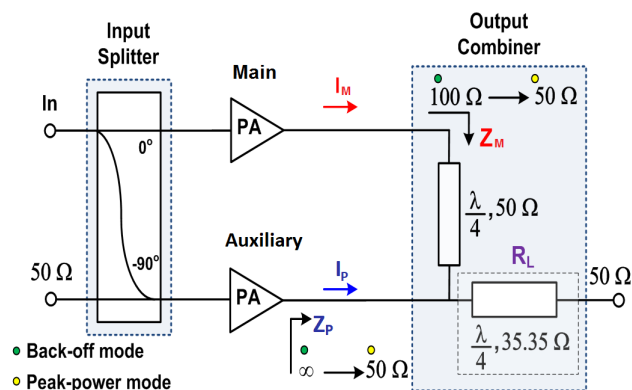 Input
Splitter
Output
Combiner
Main
I_M
100 Ω → 50 Ω
Z_M
In
PA
0°
λ/4, 50 Ω
-90°
Auxiliary
I_P
R_L
50 Ω
PA
50 Ω
Z_P
λ/4, 35.35 Ω
∞ → 50 Ω
Back-off mode
Peak-power mode